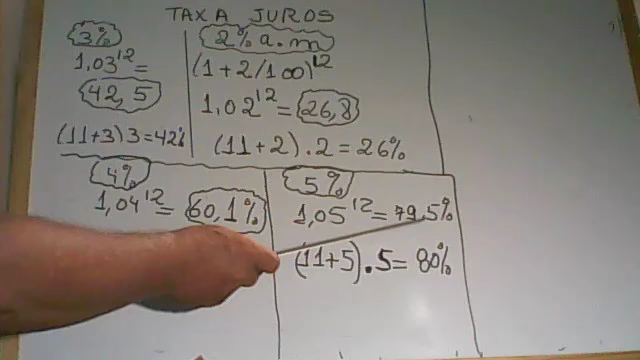 TAXA JUROS
3%
1,03¹² =
42,5
(11+3)3=42%
2% a.m
(1+2/100)¹²
1,02¹² = 26,8
(11+2).2=26%
4%
1,04¹² = 60,1%
5%
1,05¹² = 79,5%
(11+5).5= 80%